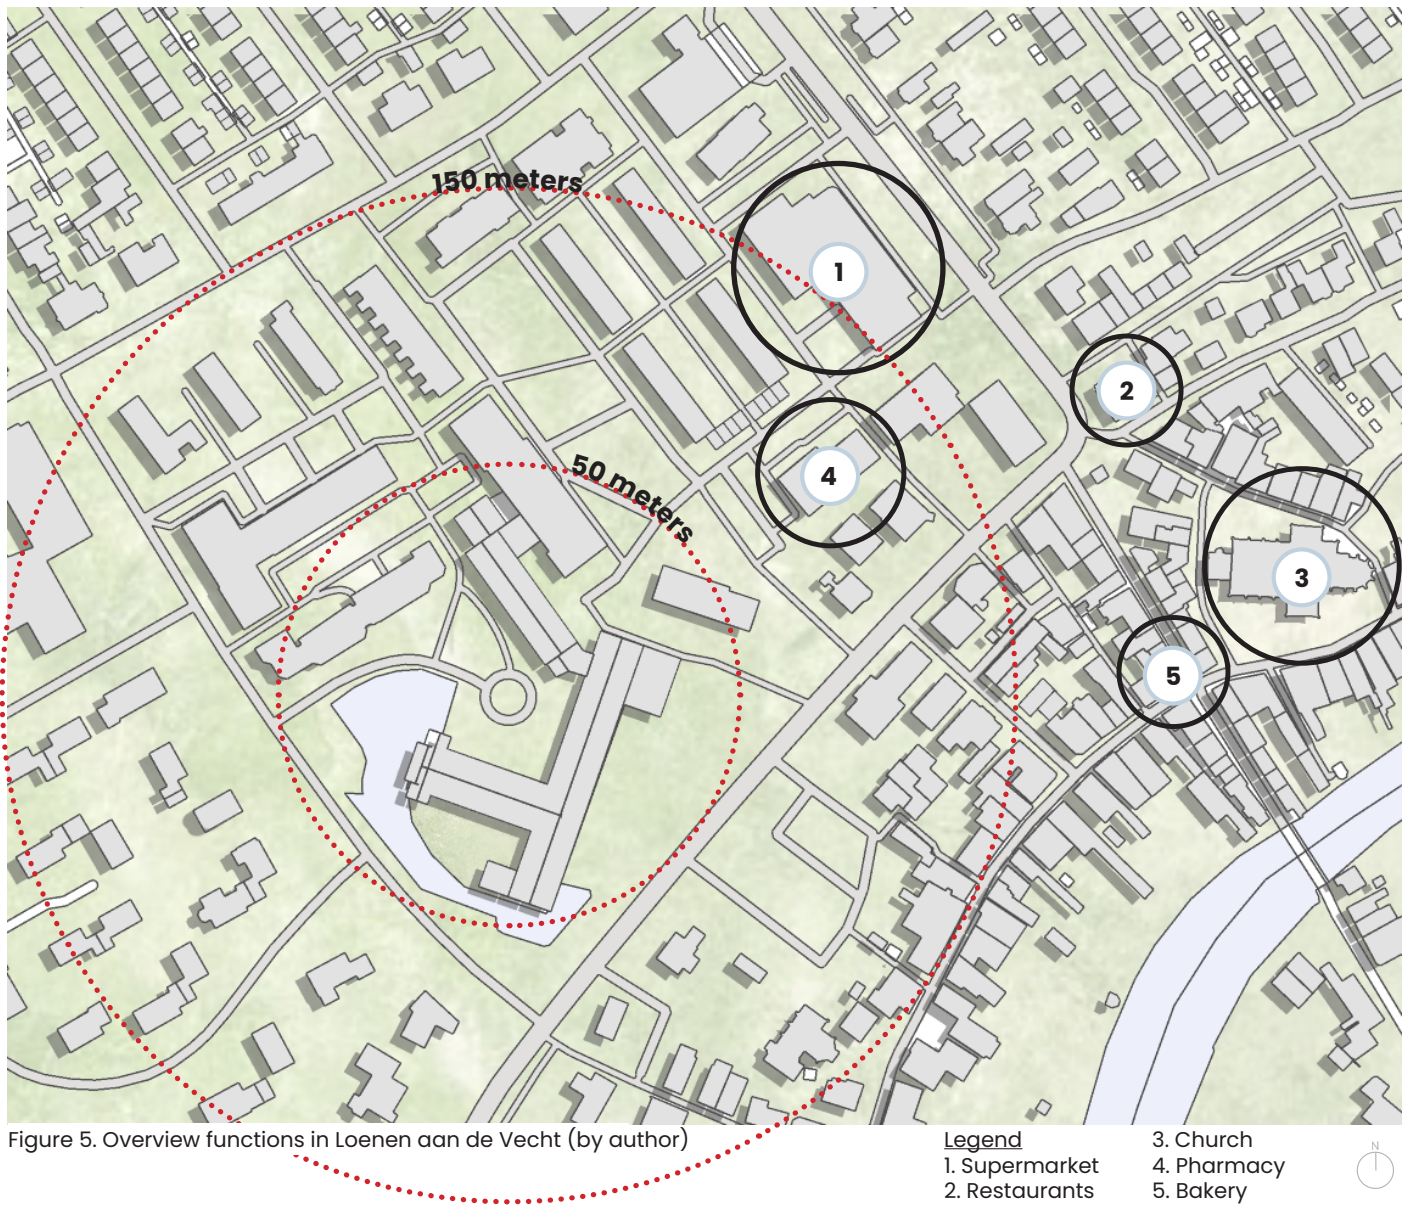 150 meters
1
2
50 meters
4
3
5
Figure 5. Overview functions in Loenen aan de Vecht (by author)
Legend
1. Supermarket
2. Restaurants
3. Church
4. Pharmacy
5. Bakery
N